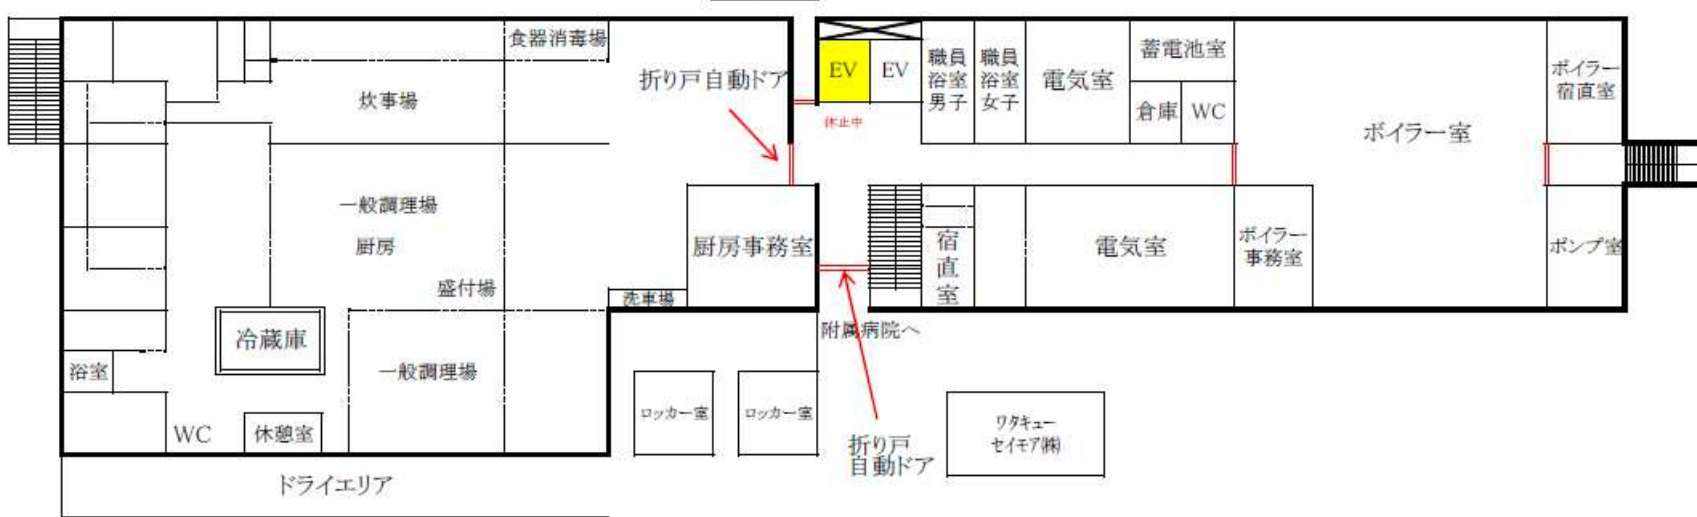 食器消毒場
炊事場
折り戸自動ドア
EV
EV
休止中
職員
浴室
男子
職員
浴室
女子
電気室
蓄電池室
倉庫
WC
ボイラー室
ボイラー
宿直室
一般調理場
厨房
盛付場
厨房事務室
洗車場
宿
直
室
電気室
ボイラー
事務室
ポンプ室
冷蔵庫
附属病院へ
浴室
一般調理場
ロッカー室
ロッカー室
ワタキュー
セイモア㈱
WC
休憩室
折り戸
自動ドア
ドライエリア